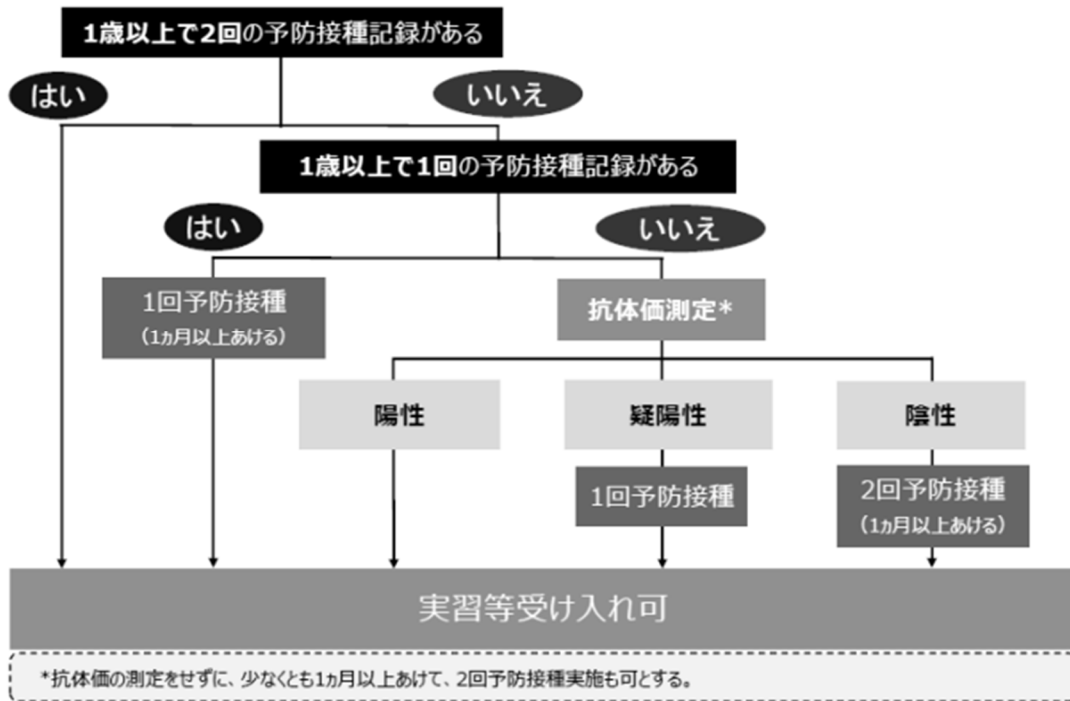 1歳以上で2回の予防接種記録がある
はい
いいえ
1歳以上で1回の予防接種記録がある
はい
いいえ
1回予防接種
（1ヵ月以上あける）
抗体価測定*
陽性
疑陽性
陰性
1回予防接種
2回予防接種
（1ヵ月以上あける）
実習等受け入れ可
*抗体価の測定をせずに、少なくとも1ヵ月以上あけて、2回予防接種実施も可とする。